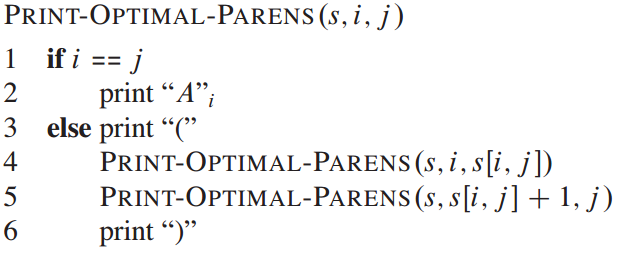 PRINT-OPTIMAL-PARENS(s, i, j)
1 if i == j
2 print “A”i
3 else print “(”
4 PRINT-OPTIMAL-PARENS(s, i, s[i, j])
5 PRINT-OPTIMAL-PARENS(s, s[i, j] + 1, j)
6 print “)”